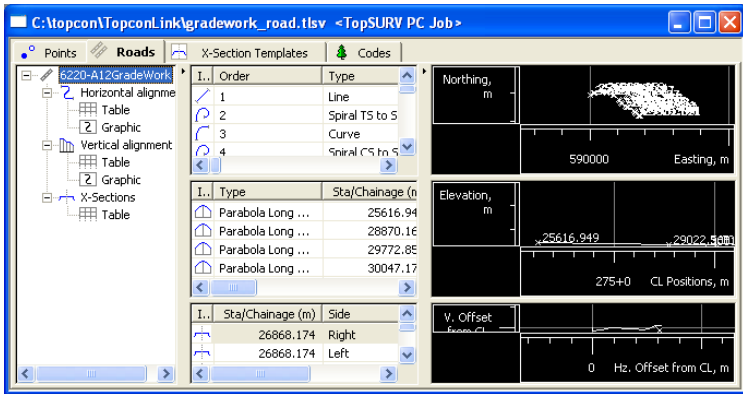 C:\topcon\TopconLink\gradework_road.tlsv <TopSURV PC Job>
Points Roads X-Section Templates Codes
6220-A12GradeWork
Horizontal alignme
Table
Graphic
Vertical alignment
Table
Graphic
X-Sections
Table
I.. Order Type
1 Line
2 Spiral TS to S
3 Curve
4 Spiral CS to S
I.. Type Sta/Chainage (n
Parabola Long ... 25616.94
Parabola Long ... 28870.16
Parabola Long ... 29772.85
Parabola Long ... 30047.17
I.. Sta/Chainage (m) Side
26868.174 Right
26868.174 Left
Northing,
m
590000 Easting, m
Elevation,
m
25616.949 29022.
275+0 CL Positions, m
V. Offset
from CL
0 Hz. Offset from CL, m